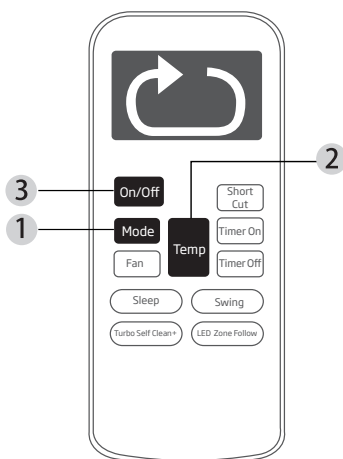 2
3
On/Off
Short
Cut
1
Mode
Temp
Timer On
Fan
Timer Off
Sleep
Swing
Turbo Self Clean+
LED Zone Follow